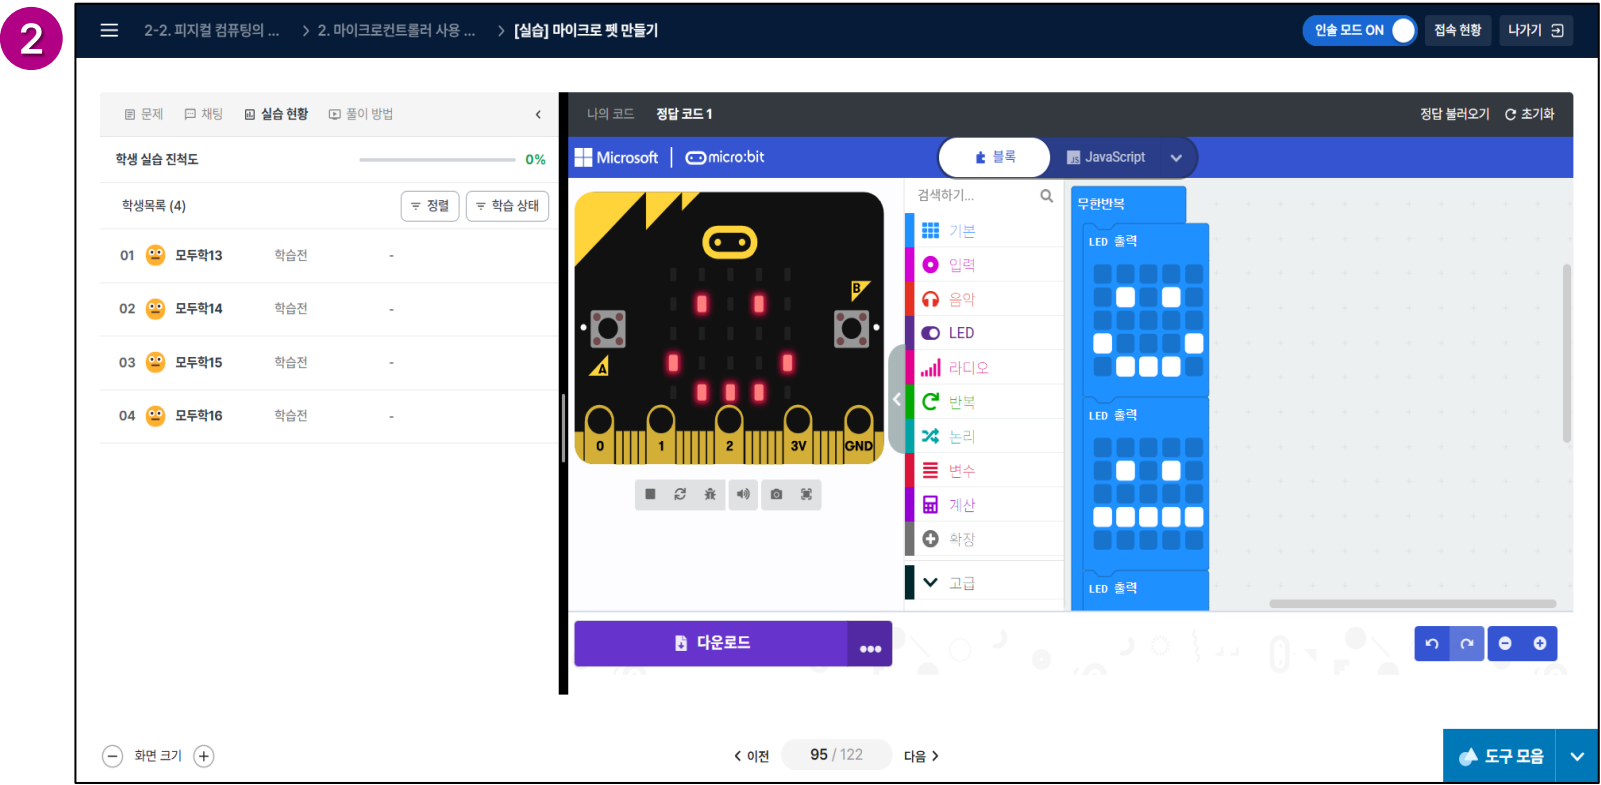 2
2-2. 피지컬 컴퓨팅의 ... > 2. 마이크로컨트롤러 사용 ... > [실습] 마이크로 펫 만들기
인솔 모드 ON 접속 현황 나가기
문제 채팅 실습 현황 풀이 방법
학생 실습 진척도 0%
학생목록 (4) 정렬 학습 상태
01 모두학13 학습전 -
02 모두학14 학습전 -
03 모두학15 학습전 -
04 모두학16 학습전 -
나의 코드 정답 코드 1 정답 불러오기 초기화
Microsoft micro:bit 블록 JS JavaScript
B
A
0 1 2 3V GND
검색하기...
기본
입력
음악
LED
라디오
반복
논리
변수
계산
확장
고급
무한반복
LED 출력
LED 출력
LED 출력
다운로드 •••
화면 크기
이전 95 / 122 다음
도구 모음